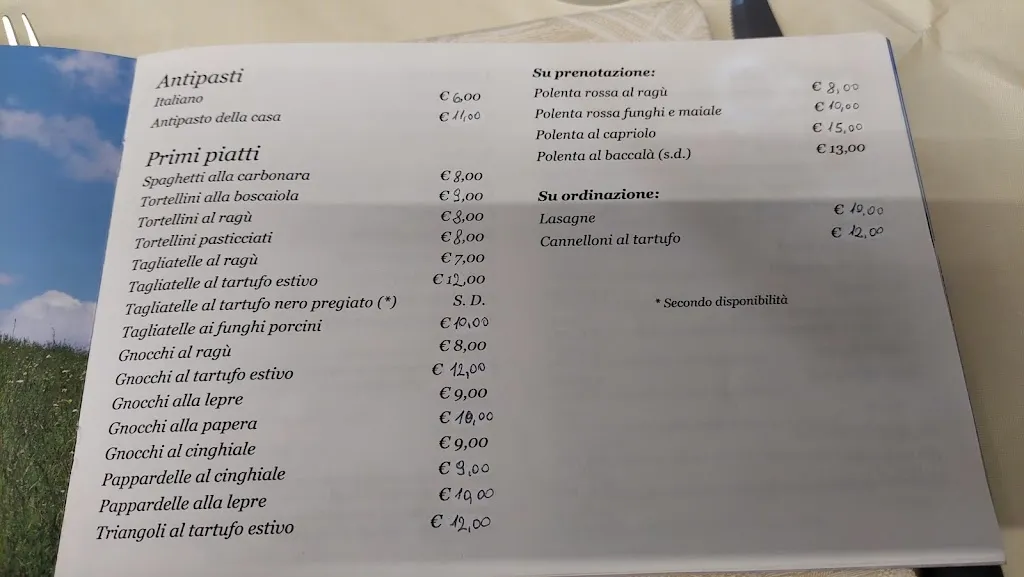 Antipasti
Italiano € 6,00
Antipasto della casa € 11,00
Primi piatti
Spaghetti alla carbonara € 8,00
Tortellini alla boscaiola € 9,00
Tortellini al ragù € 8,00
Tortellini pasticciati € 8,00
Tagliatelle al ragù € 7,00
Tagliatelle al tartufo estivo € 12,00
Tagliatelle al tartufo nero pregiato (*) S. D.
Tagliatelle ai funghi porcini € 10,00
Gnocchi al ragù € 8,00
Gnocchi al tartufo estivo € 12,00
Gnocchi alla lepre € 9,00
Gnocchi alla papera € 10,00
Gnocchi al cinghiale € 9,00
Pappardelle al cinghiale € 9,00
Pappardelle alla lepre € 10,00
Triangoli al tartufo estivo € 12,00
Su prenotazione:
Polenta rossa al ragù € 8,00
Polenta rossa funghi e maiale € 10,00
Polenta al capriolo € 15,00
Polenta al baccalà (s.d.) € 13,00
Su ordinazione:
Lasagne € 10,00
Cannelloni al tartufo € 12,00
* Secondo disponibilità